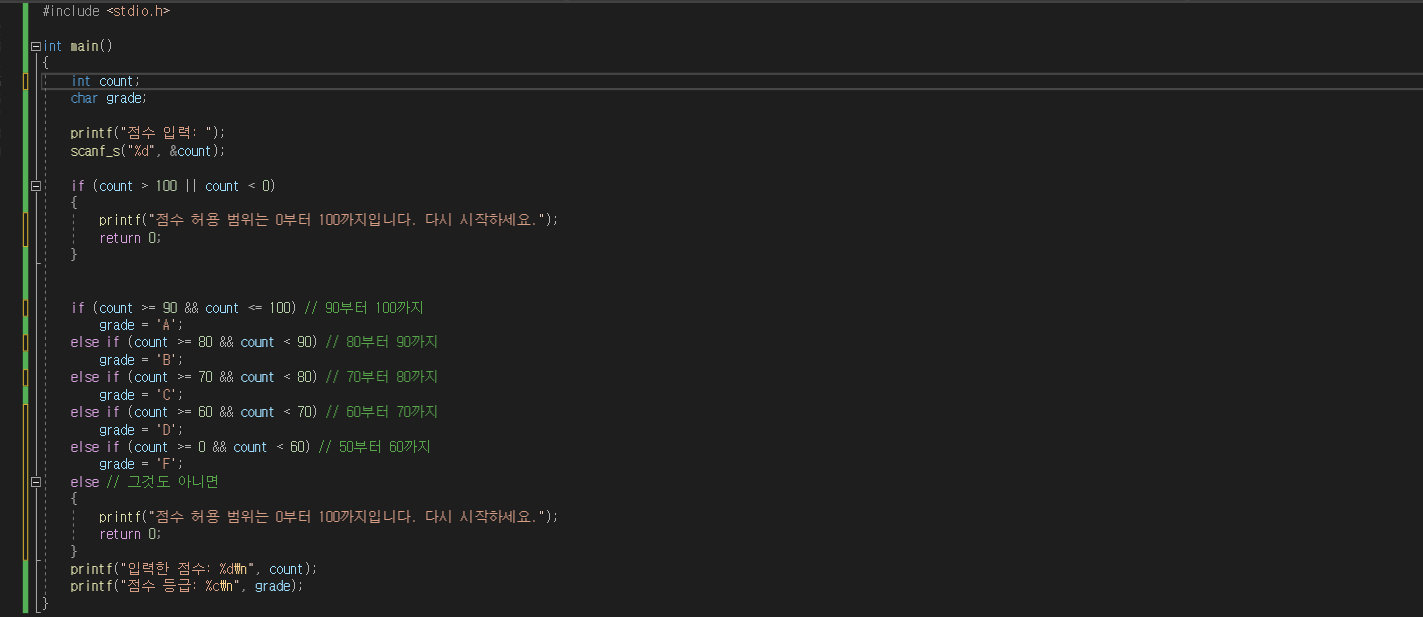 #include <stdio.h>
int main()
{
int count;
char grade;
printf("점수 입력: ");
scanf_s("%d", &count);
if (count > 100 || count < 0)
{
printf("점수 허용 범위는 0부터 100까지입니다. 다시 시작하세요.");
return 0;
}
if (count >= 90 && count <= 100) // 90부터 100까지
grade = 'A';
else if (count >= 80 && count < 90) // 80부터 90까지
grade = 'B';
else if (count >= 70 && count < 80) // 70부터 80까지
grade = 'C';
else if (count >= 60 && count < 70) // 60부터 70까지
grade = 'D';
else if (count >= 0 && count < 60) // 50부터 60까지
grade = 'F';
else // 그것도 아니면
{
printf("점수 허용 범위는 0부터 100까지입니다. 다시 시작하세요.");
return 0;
}
printf("입력한 점수: %d₩n", count);
printf("점수 등급: %c₩n", grade);
}